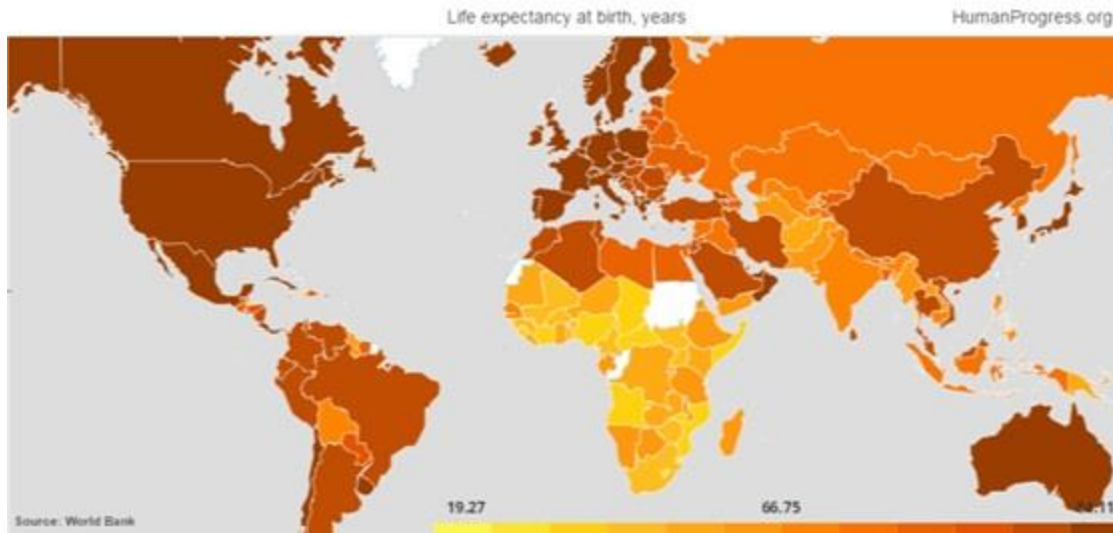 Life expectancy at birth, years
HumanProgress.org
Source: World Bank
19.27
66.75